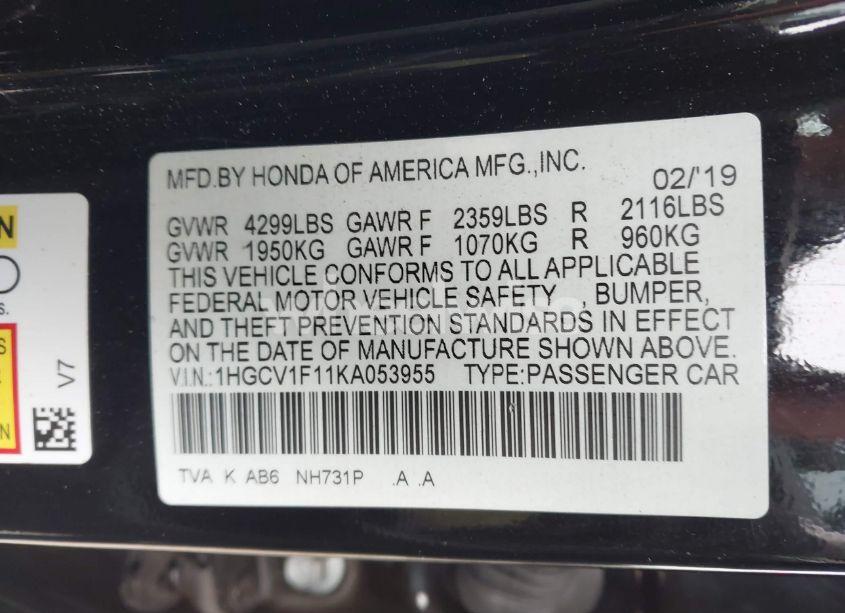 MFD.BY HONDA OF AMERICA MFG.,INC.
02/'19
GVWR 4299LBS GAWR F 2359LBS R 2116LBS
GVWR 1950KG GAWR F 1070KG R 960KG
THIS VEHICLE CONFORMS TO ALL APPLICABLE
FEDERAL MOTOR VEHICLE SAFETY , BUMPER,
AND THEFT PREVENTION STANDARDS IN EFFECT
ON THE DATE OF MANUFACTURE SHOWN ABOVE.
V.I.N.:1HGCV1F11KA053955 TYPE:PASSENGER CAR
TVA K AB6 NH731P .A .A
V7